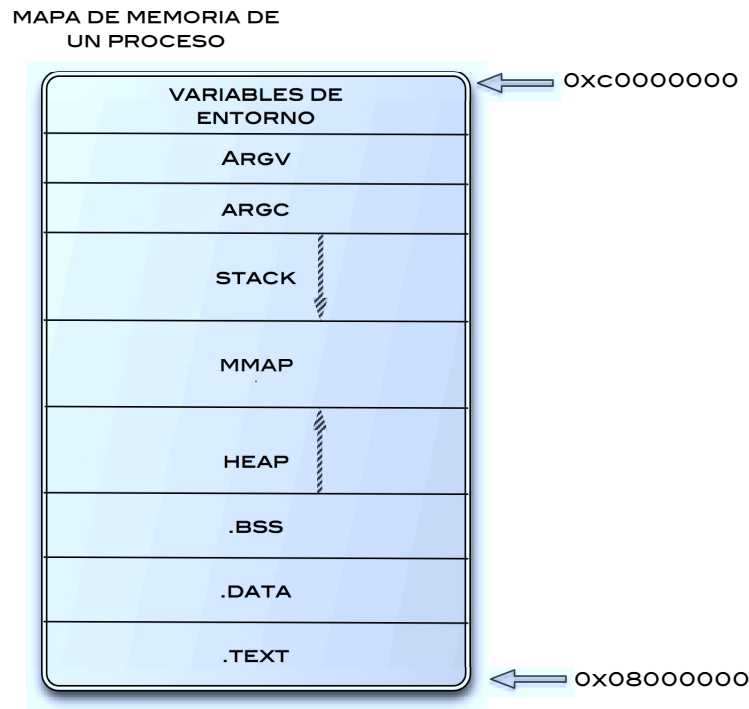 MAPA DE MEMORIA DE
UN PROCESO
0XC0000000
VARIABLES DE
ENTORNO
ARGV
ARGC
STACK
MMAP
HEAP
.BSS
.DATA
.TEXT
0X08000000